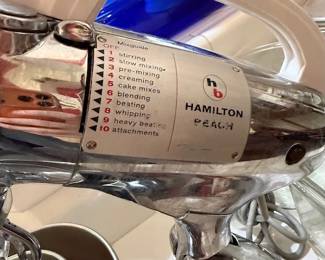 Mixguide
OFF
1 stirring
2 slow mixing
3 pre-mixing
4 creaming
5 cake mixes
6 blending
7 beating
8 whipping
9 heavy beating
10 attachments
hb
HAMILTON
PEACH